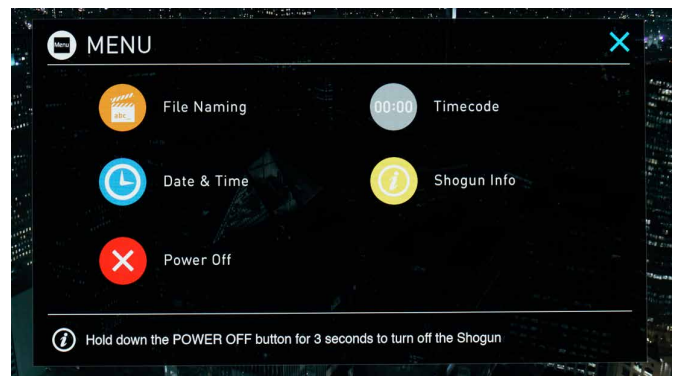 Menu MENU
File Naming
00:00 Timecode
abc_
Date & Time
Shogun Info
Power Off
Hold down the POWER OFF button for 3 seconds to turn off the Shogun